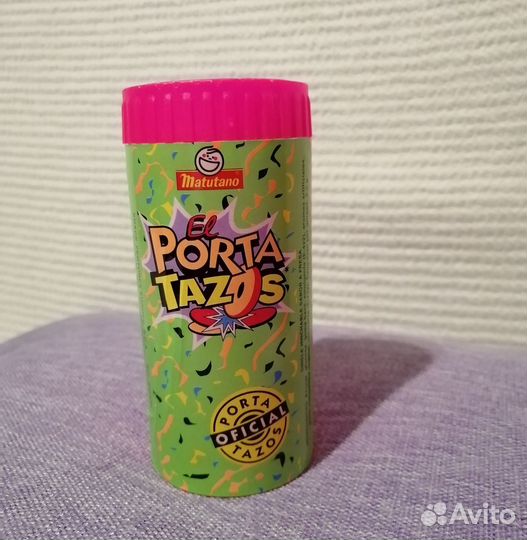 Matutano
El
PORTA
TAZOS
PORTA
OFICIAL
TAZOS
Avito